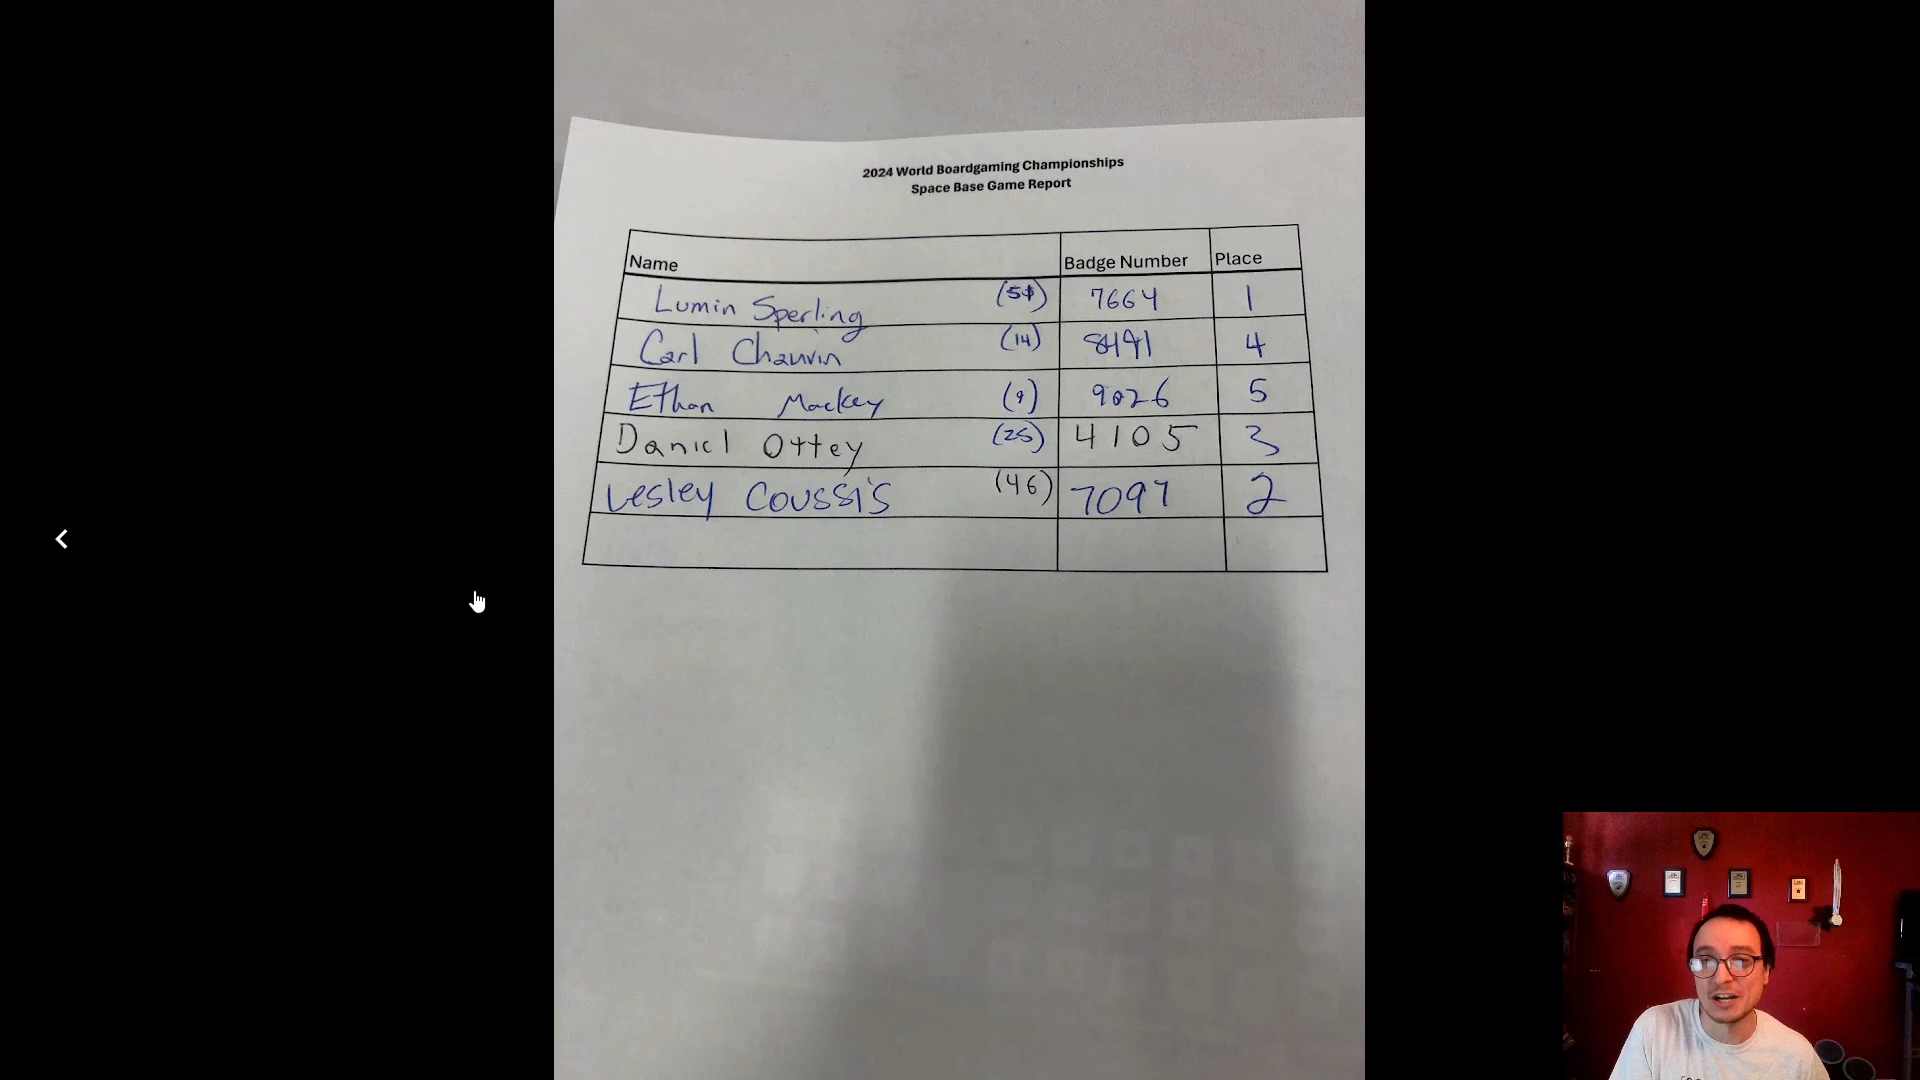 2024 World Boardgaming Championships
Space Base Game Report
Name Badge Number Place
Lumin Sperling 7664 1
Carl Chauvin (14) 8491 4
Ethan Mackey (9) 9026 5
Daniel Ottey (25) 4105 3
Lesley Coussis (46) 7097 2